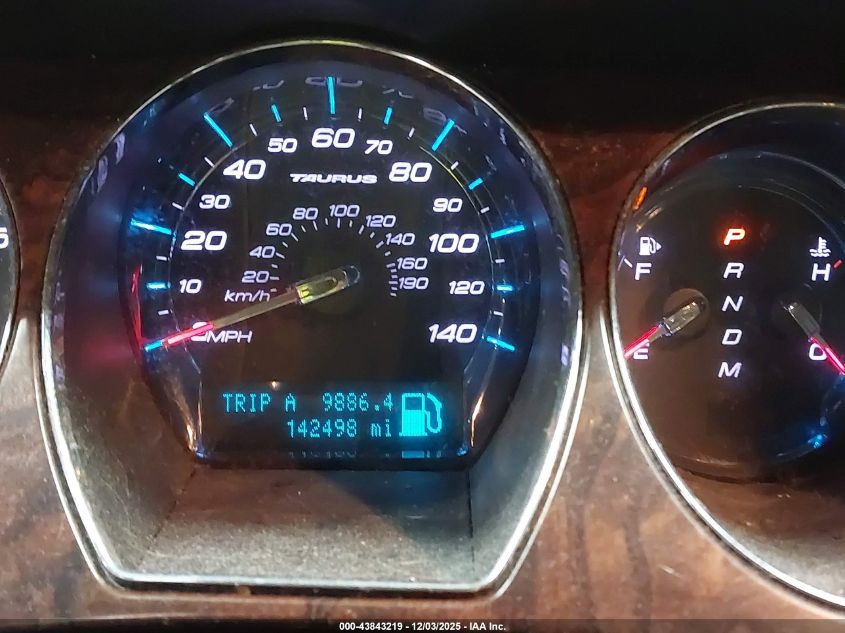 50 60 70
40 80
TAURUS
30 90
80 100 120
60 140
20 100
40 160
20 190
10 120
km/h
0 MPH 140
TRIP A 9886.4
142498 mi
P
F R H
N
D
E C
M
000-43843219 - 12/03/2025 - IAA Inc.